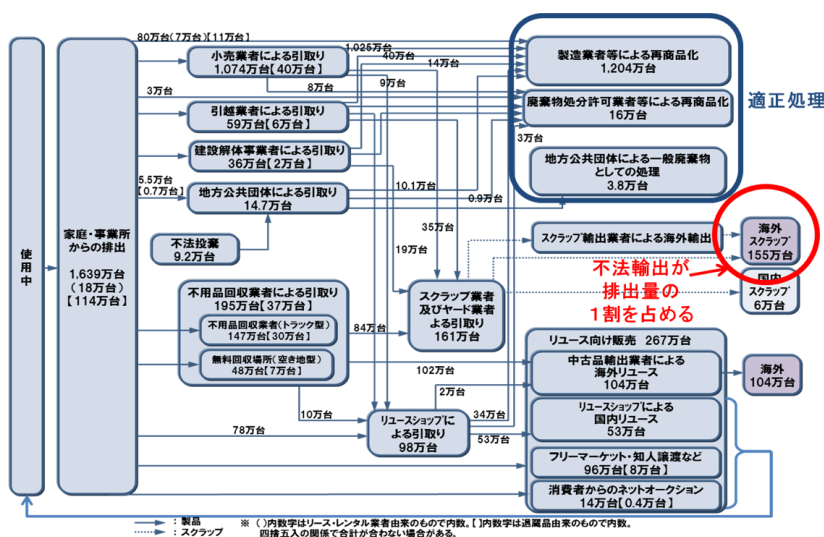 80万台(7万台)【11万台】
小売業者による引取り
1,074万台【40万台】
1,025万台
40万台
14万台
製造業者等による再商品化
1,204万台
8万台
9万台
3万台
引越業者による引取り
59万台【6万台】
廃棄物処分許可業者等による再商品化
16万台
適正処理
建設解体事業者による引取り
36万台【2万台】
3万台
地方公共団体による一般廃棄物
としての処理
3.8万台
5.5万台
【0.7万台】
地方公共団体による引取り
14.7万台
10.1万台
0.9万台
使用中
家庭・事業所
からの排出
1,639万台
(18万台)
【114万台】
不法投棄
9.2万台
35万台
19万台
スクラップ輸出業者による海外輸出
海外
スクラップ
155万台
不法輸出が
排出量の
1割を占める
国内
スクラップ
6万台
不用品回収業者による引取り
195万台【37万台】
不用品回収業者(トラック型)
147万台【30万台】
無料回収場所(空き地型)
48万台【7万台】
84万台
スクラップ業者
及びヤード業者
よる引取り
161万台
リユース向け販売 267万台
中古品輸出業者による
海外リユース
104万台
海外
104万台
102万台
2万台
10万台
78万台
リユースショップに
よる引取り
98万台
34万台
53万台
リユースショップによる
国内リユース
53万台
フリーマーケット・知人譲渡など
96万台【8万台】
消費者からのネットオークション
14万台【0.4万台】
：製品
：スクラップ
※ ( )内数字はリース・レンタル業者由来のもので内数。【 】内数字は退蔵品由来のもので内数。
四捨五入の関係で合計が合わない場合がある。